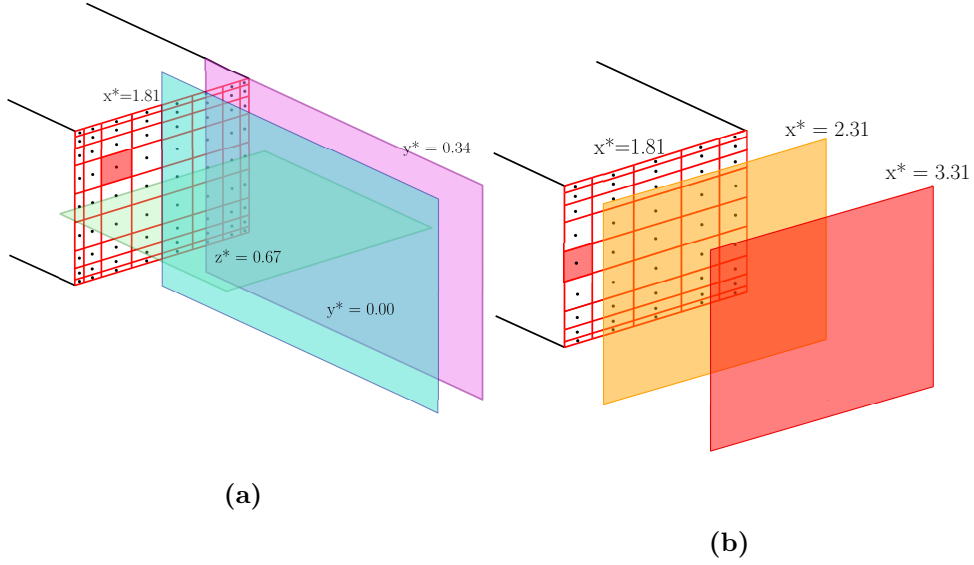 x*=1.81
y* = 0.34
z* = 0.67
y* = 0.00
(a)
x*=1.81
x* = 2.31
x* = 3.31
(b)